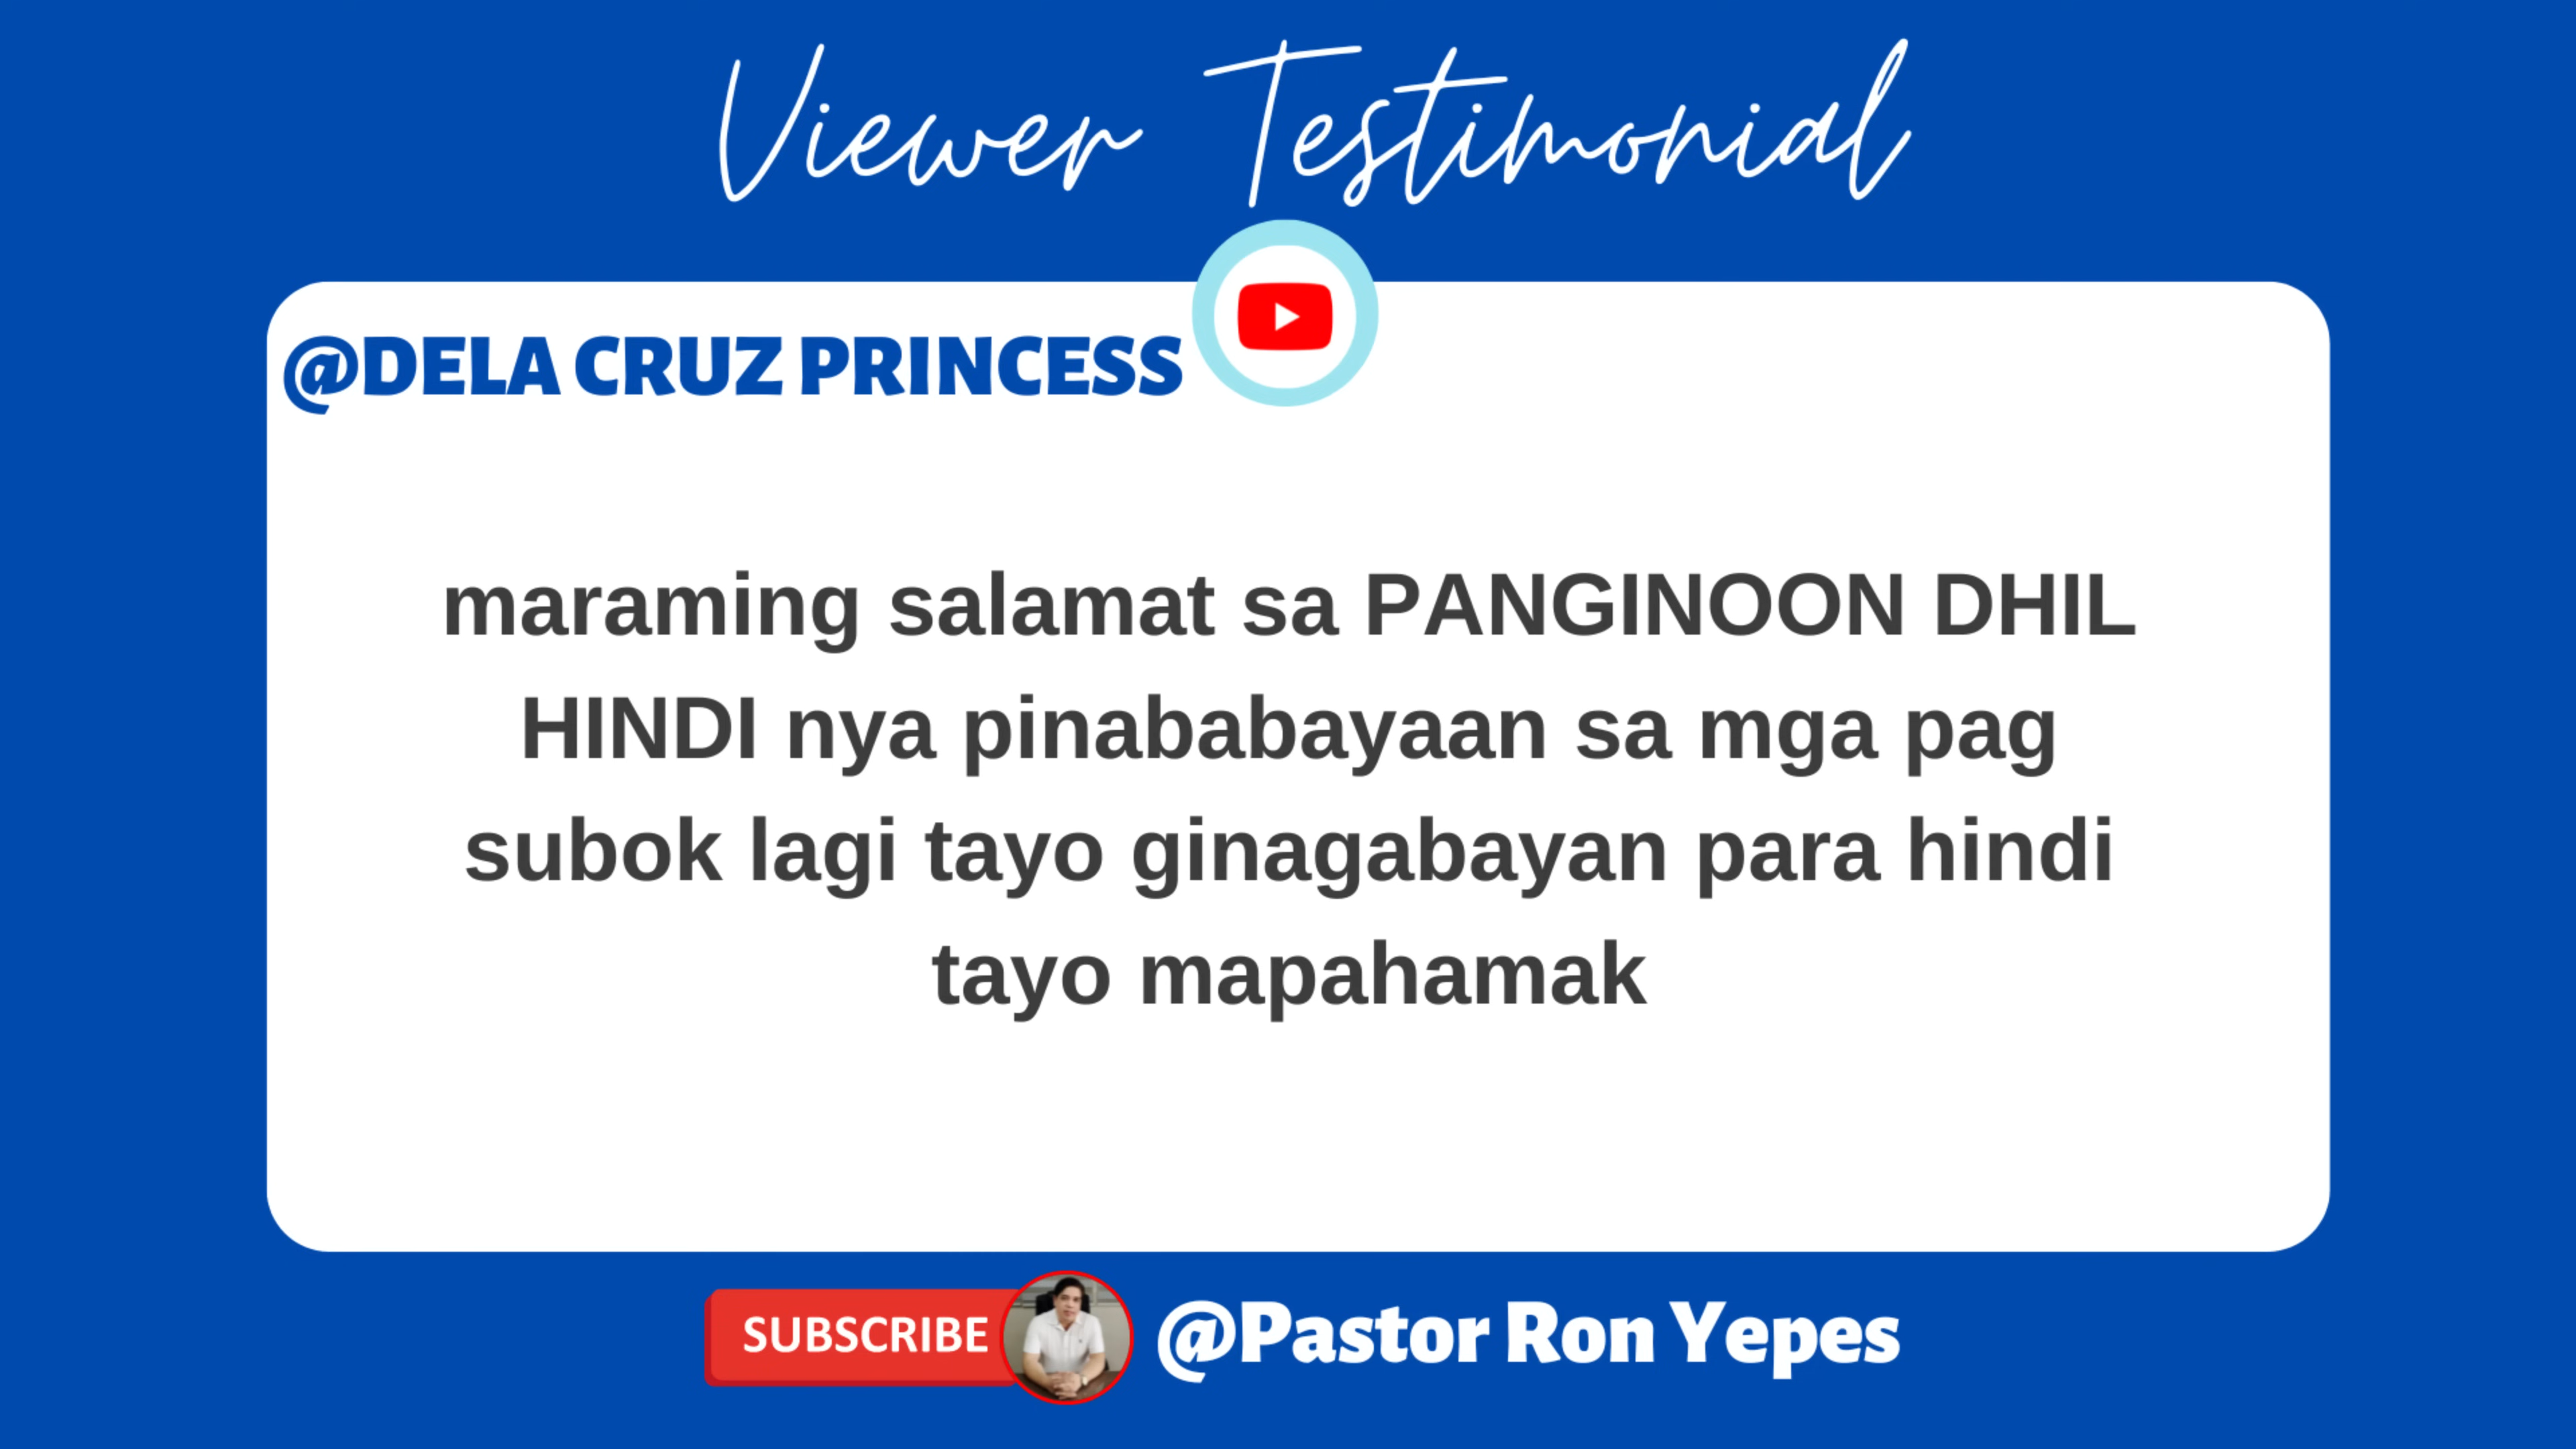 Viewer Testimonial
@DELA CRUZ PRINCESS
maraming salamat sa PANGINOON DHIL
HINDI nya pinababayaan sa mga pag
subok lagi tayo ginagabayan para hindi
tayo mapahamak
SUBSCRIBE
@Pastor Ron Yepes